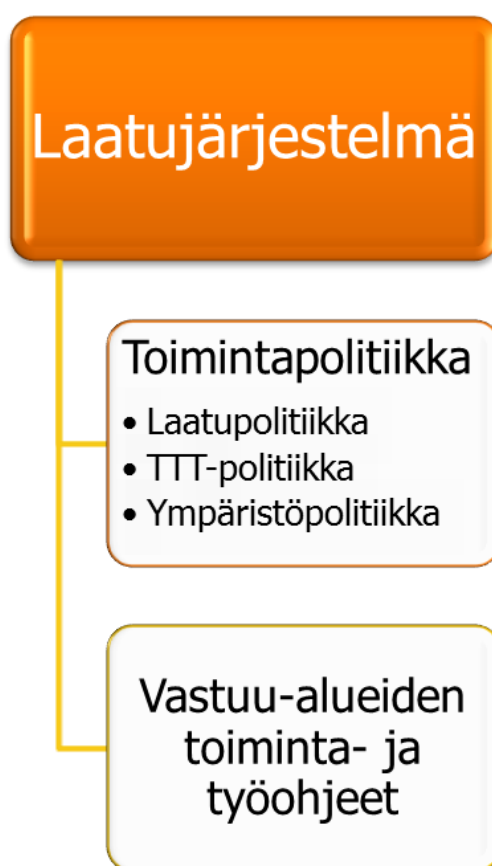 Laatujärjestelmä
Toimintapolitiikka
• Laatupolitiikka
• TTT-politiikka
• Ympäristöpolitiikka
Vastuu-alueiden
toiminta- ja
työohjeet